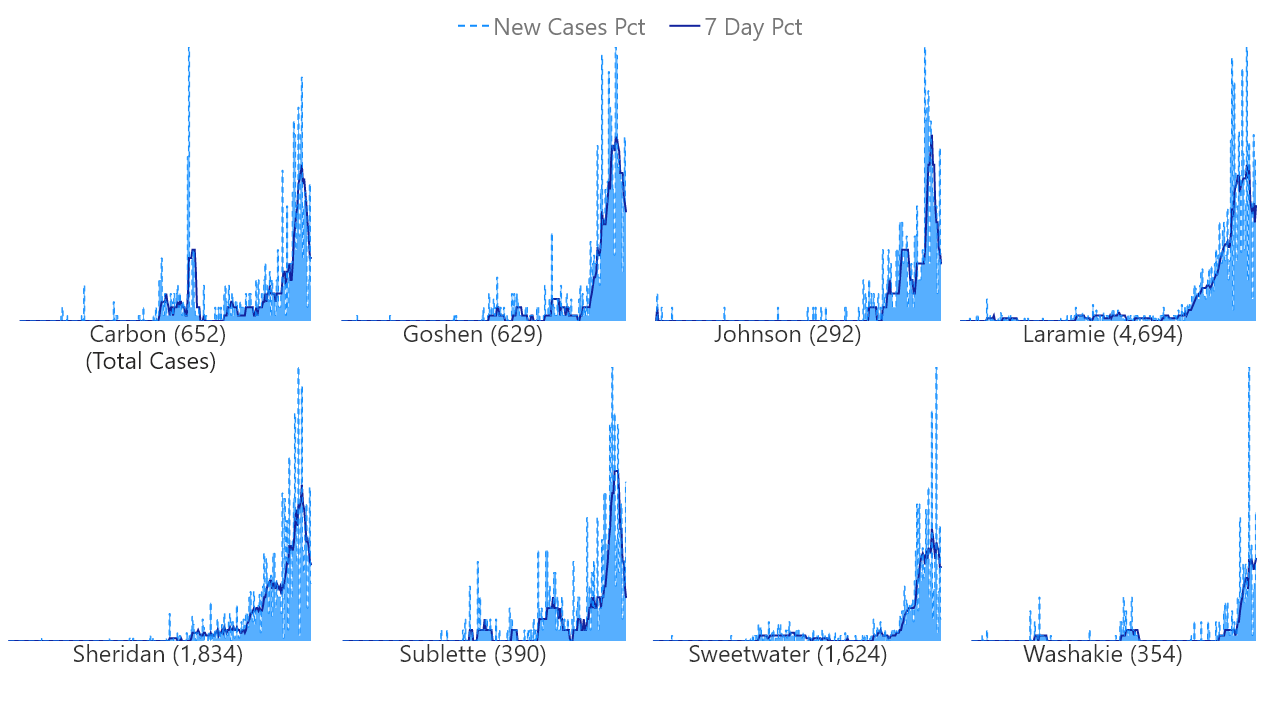 New Cases Pct 7 Day Pct
Carbon (652) Goshen (629) Johnson (292) Laramie (4,694)
(Total Cases)
Sheridan (1,834) Sublette (390) Sweetwater (1,624) Washakie (354)